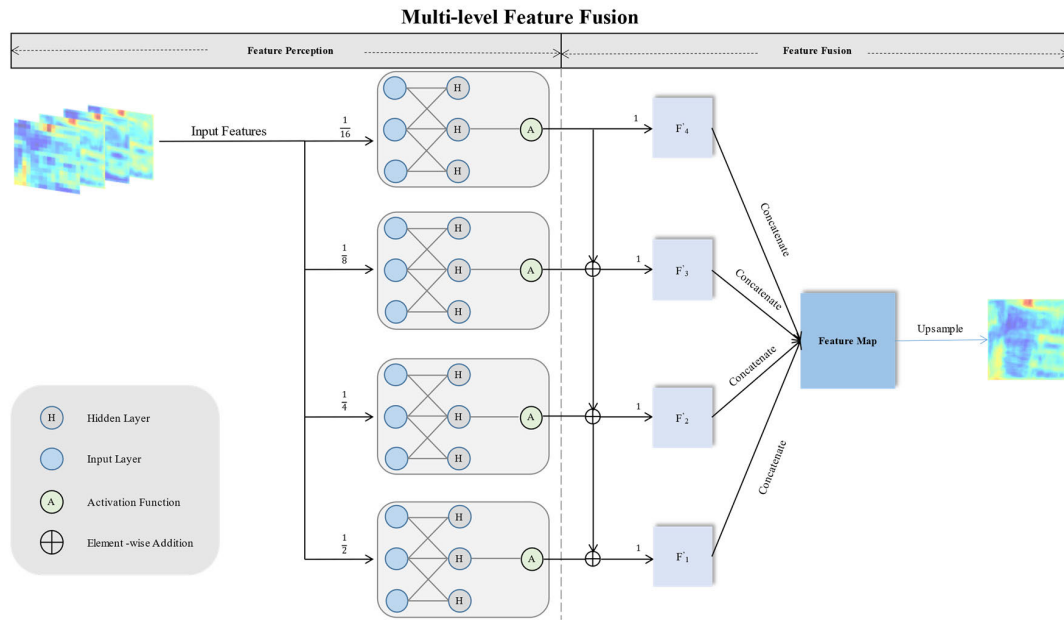 Multi-level Feature Fusion
Feature Perception
Feature Fusion
Input Features
1/16
H
H
A
H
1
F'4
1/8
H
H
A
H
1
F'3
1/4
H
H
A
H
1
F'2
1/2
H
H
A
H
1
F'1
Concatenate
Concatenate
Concatenate
Concatenate
Feature Map
Upsample
H Hidden Layer
Input Layer
A Activation Function
Element -wise Addition